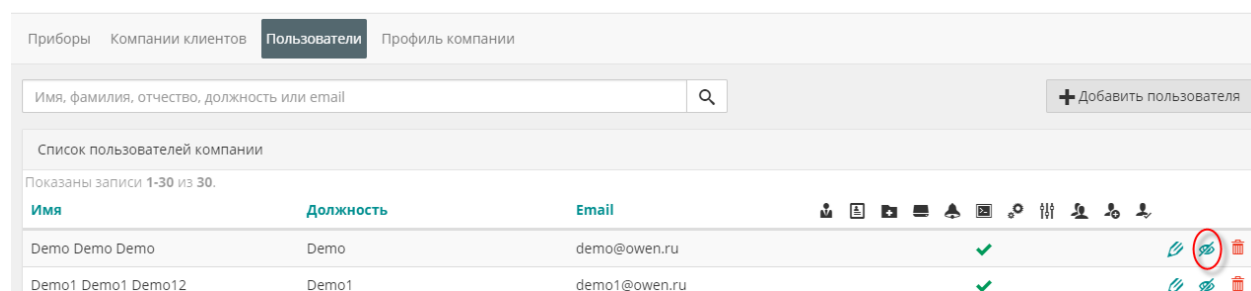 Приборы Компании клиентов Пользователи Профиль компании
Имя, фамилия, отчество, должность или email
Добавить пользователя
Список пользователей компании
Показаны записи 1-30 из 30.
Имя Должность Email
Demo Demo Demo Demo demo@owen.ru
Demo1 Demo1 Demo12 Demo1 demo1@owen.ru